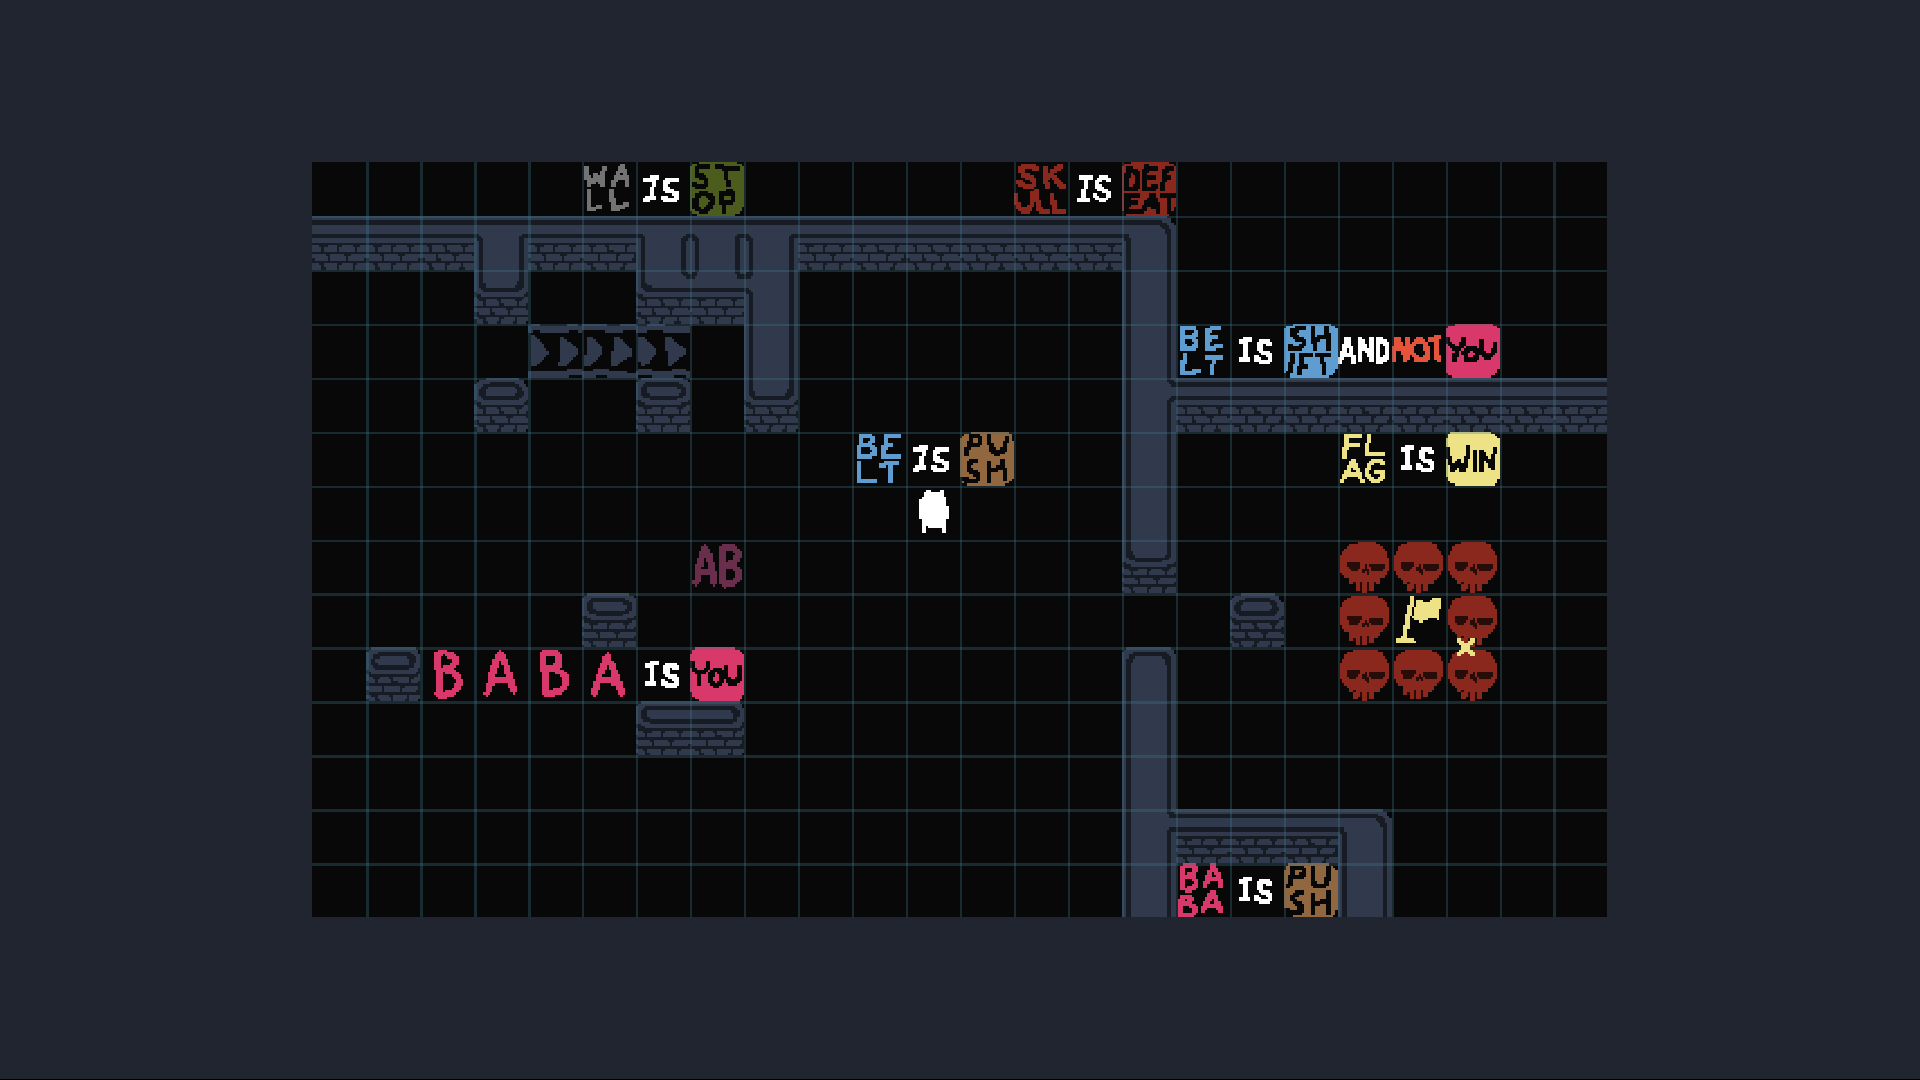 WALL IS STOP
SKULL IS DEFEAT
BELT IS SHIFT AND NOT YOU
BELT IS PUSH
FLAG IS WIN
AB
B A B A IS YOU
BABA IS PUSH